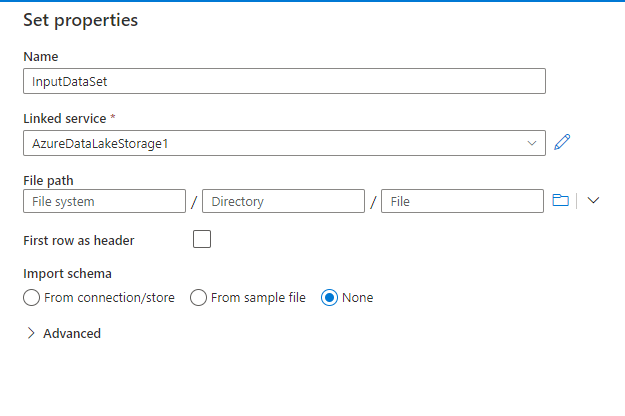 Set properties
Name
InputDataSet
Linked service *
AzureDataLakeStorage1
File path
File system / Directory / File
First row as header
Import schema
From connection/store From sample file None
Advanced